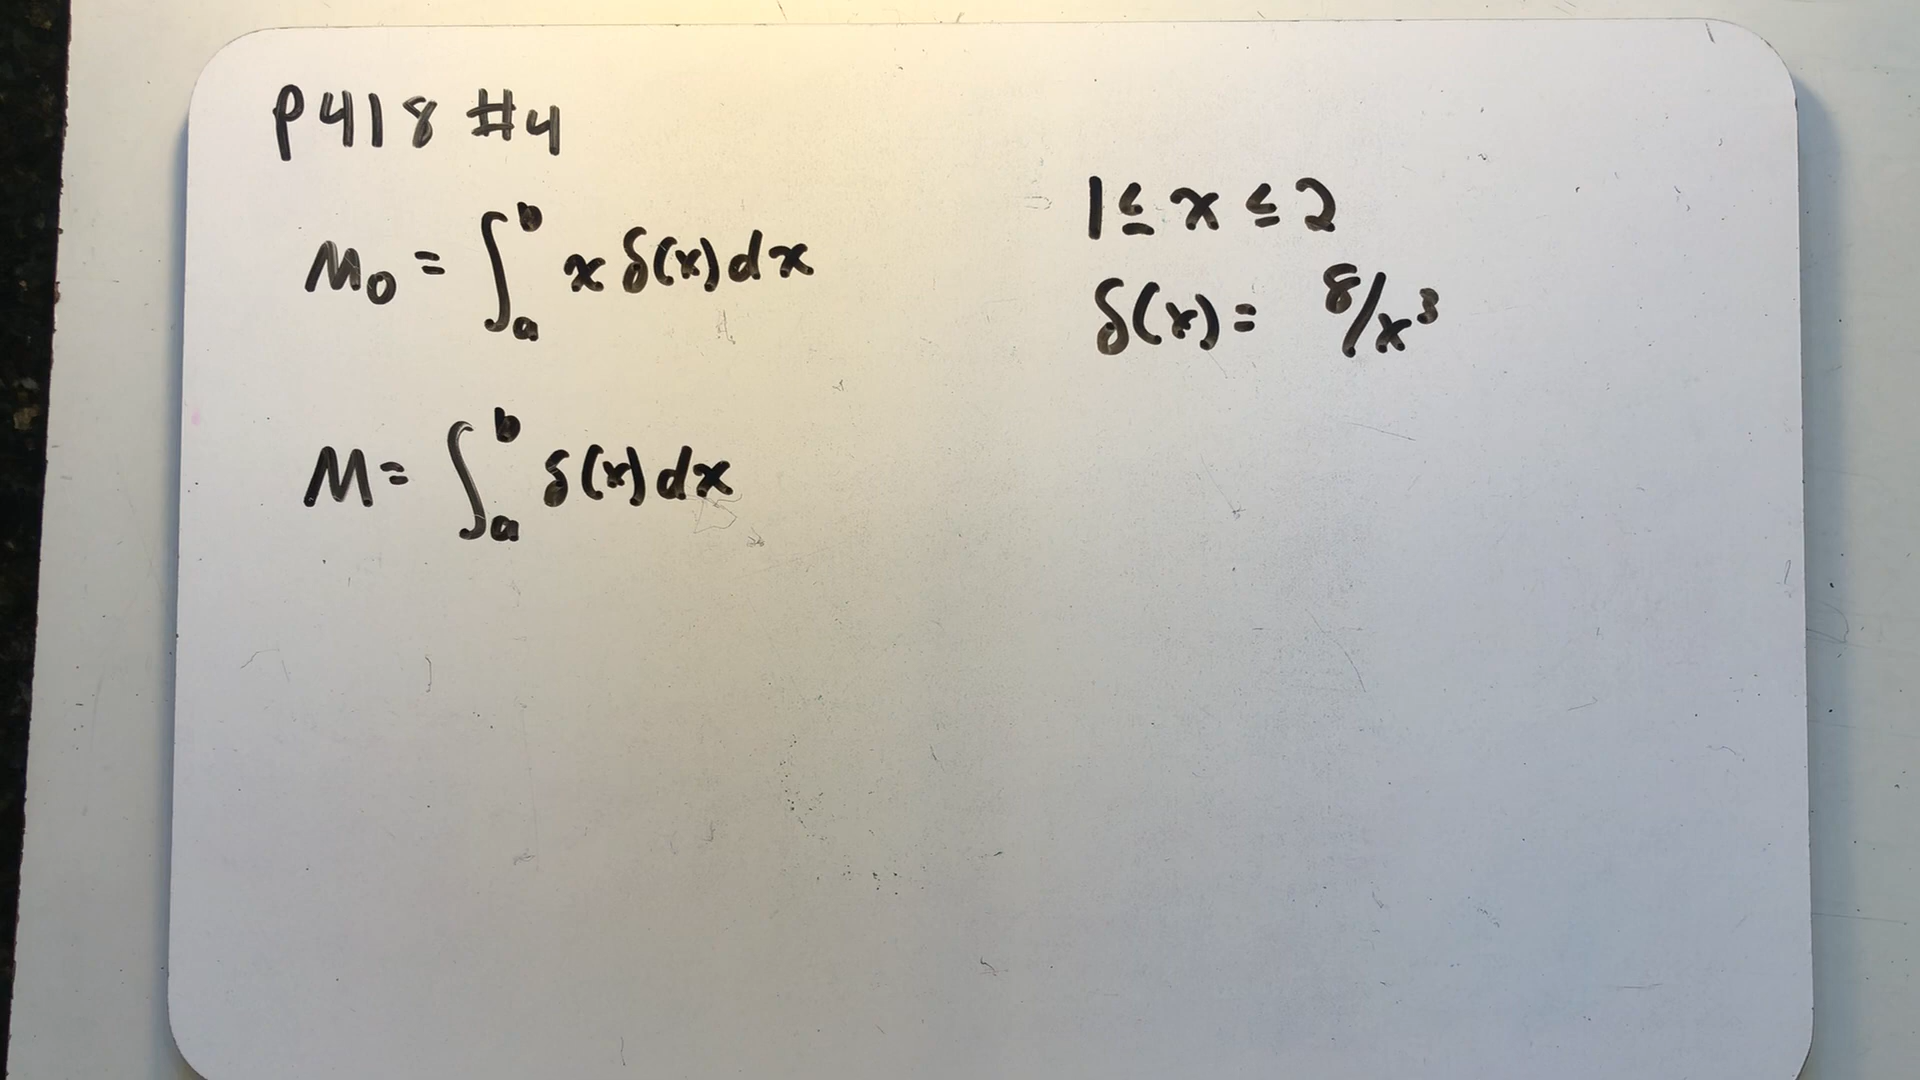 P418 #4
M₀ = ∫ₐᵇ x δ(x) dx
M = ∫ₐᵇ δ(x) dx
1 ≤ x ≤ 2
δ(x) = 8/x³